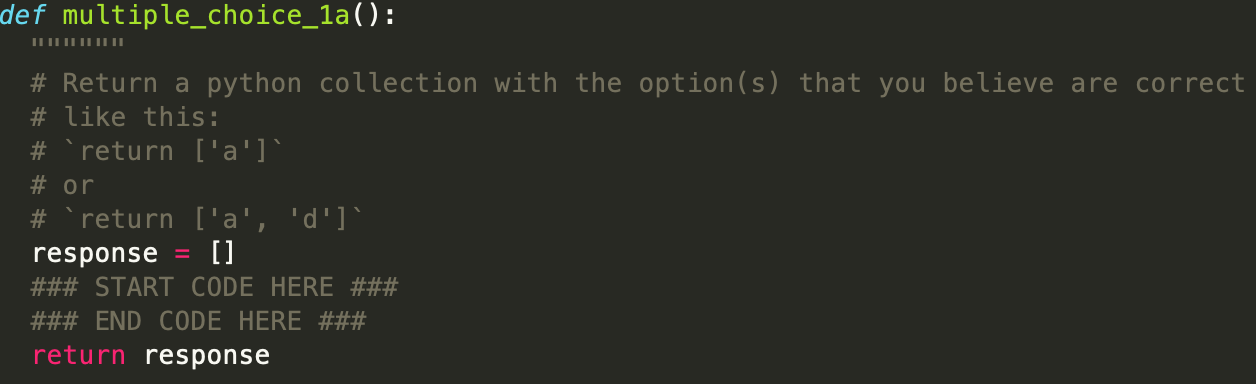 def multiple_choice_1a():
""""""
# Return a python collection with the option(s) that you believe are correct
# like this:
# `return ['a']`
# or
# `return ['a', 'd']`
response = []
### START CODE HERE ###
### END CODE HERE ###
return response